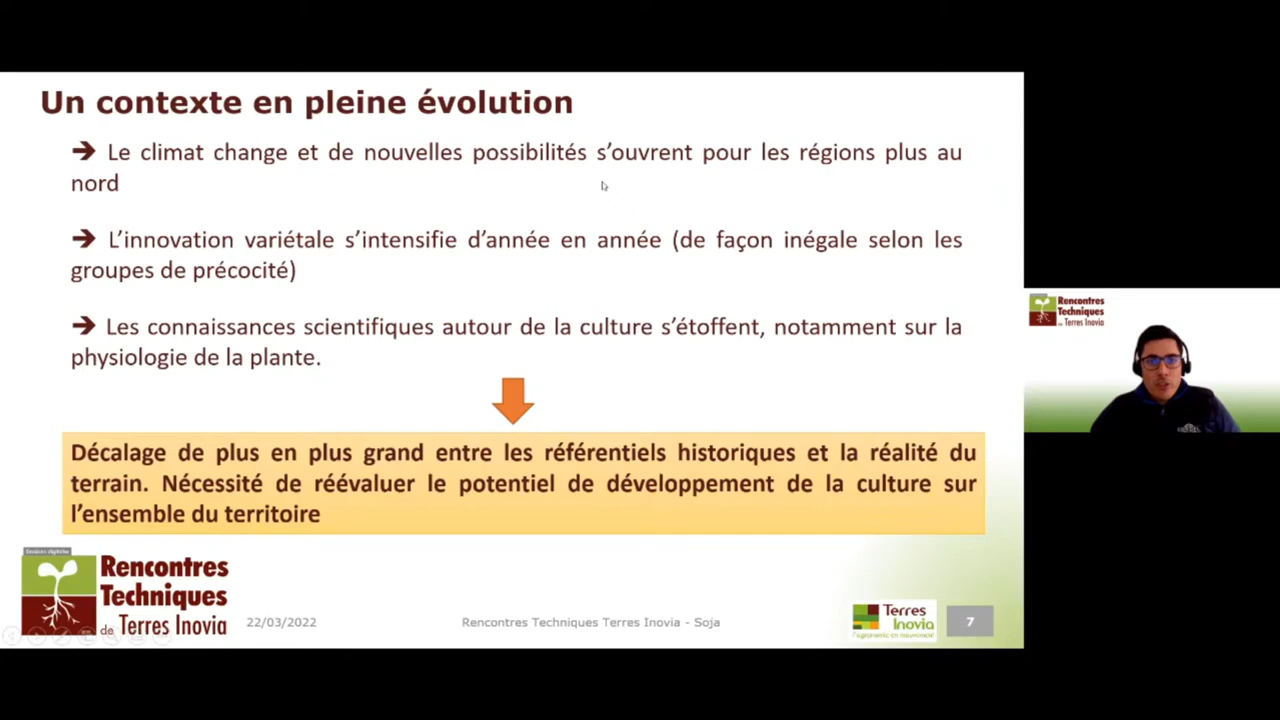 Un contexte en pleine évolution
➔ Le climat change et de nouvelles possibilités s’ouvrent pour les régions plus au
nord
➔ L’innovation variétale s’intensifie d’année en année (de façon inégale selon les
groupes de précocité)
➔ Les connaissances scientifiques autour de la culture s’étoffent, notamment sur la
physiologie de la plante.
Décalage de plus en plus grand entre les référentiels historiques et la réalité du
terrain. Nécessité de réévaluer le potentiel de développement de la culture sur
l’ensemble du territoire
Rencontres
Techniques
de Terres Inovia
22/03/2022
Rencontres Techniques Terres Inovia - Soja
Terres
Inovia
l’agronomie en mouvement
7
Rencontres
Techniques
de Terres Inovia